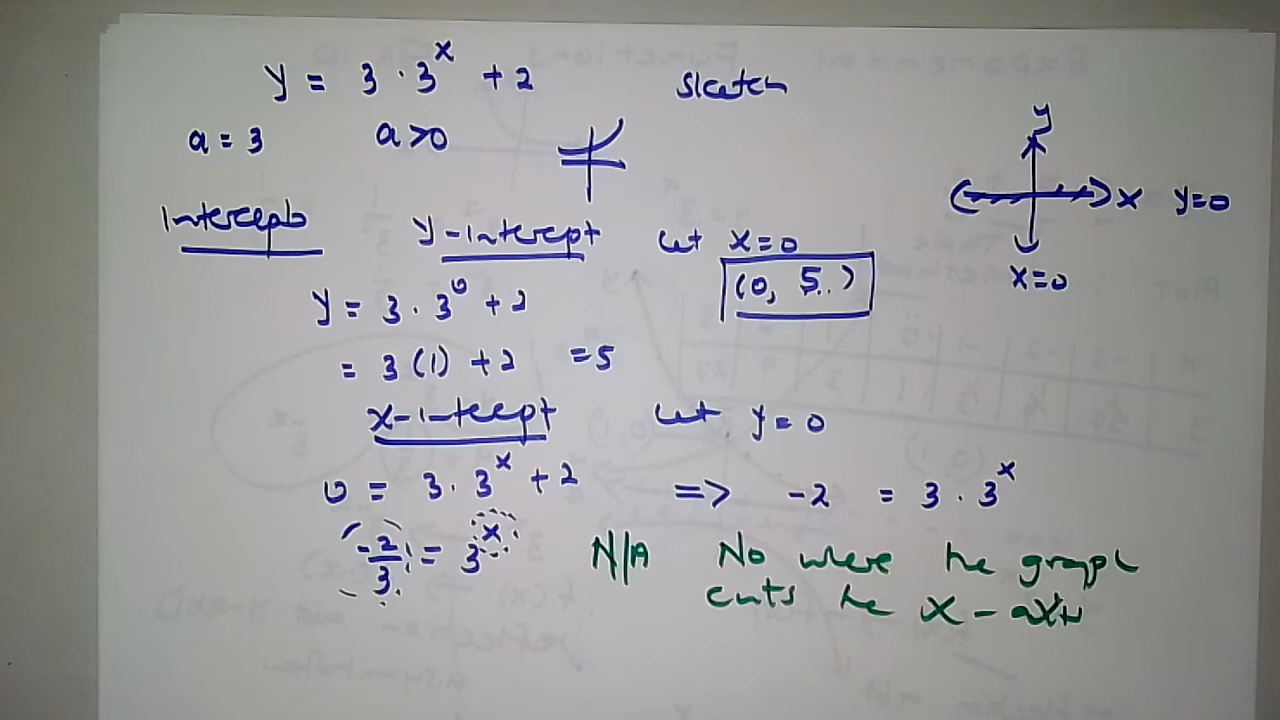 y = 3 · 3^x + 2 Sketch
a = 3 a > 0
y
x y=0
x=0
Intercepts y-intercept Let x=0
(0, 5..)
y = 3 · 3^0 + 2
= 3 (1) + 2 = 5
x-intcept Let y = 0
0 = 3 · 3^x + 2 => -2 = 3 · 3^x
-2/3 = 3^x N/A No where the graph
cuts the x - axis